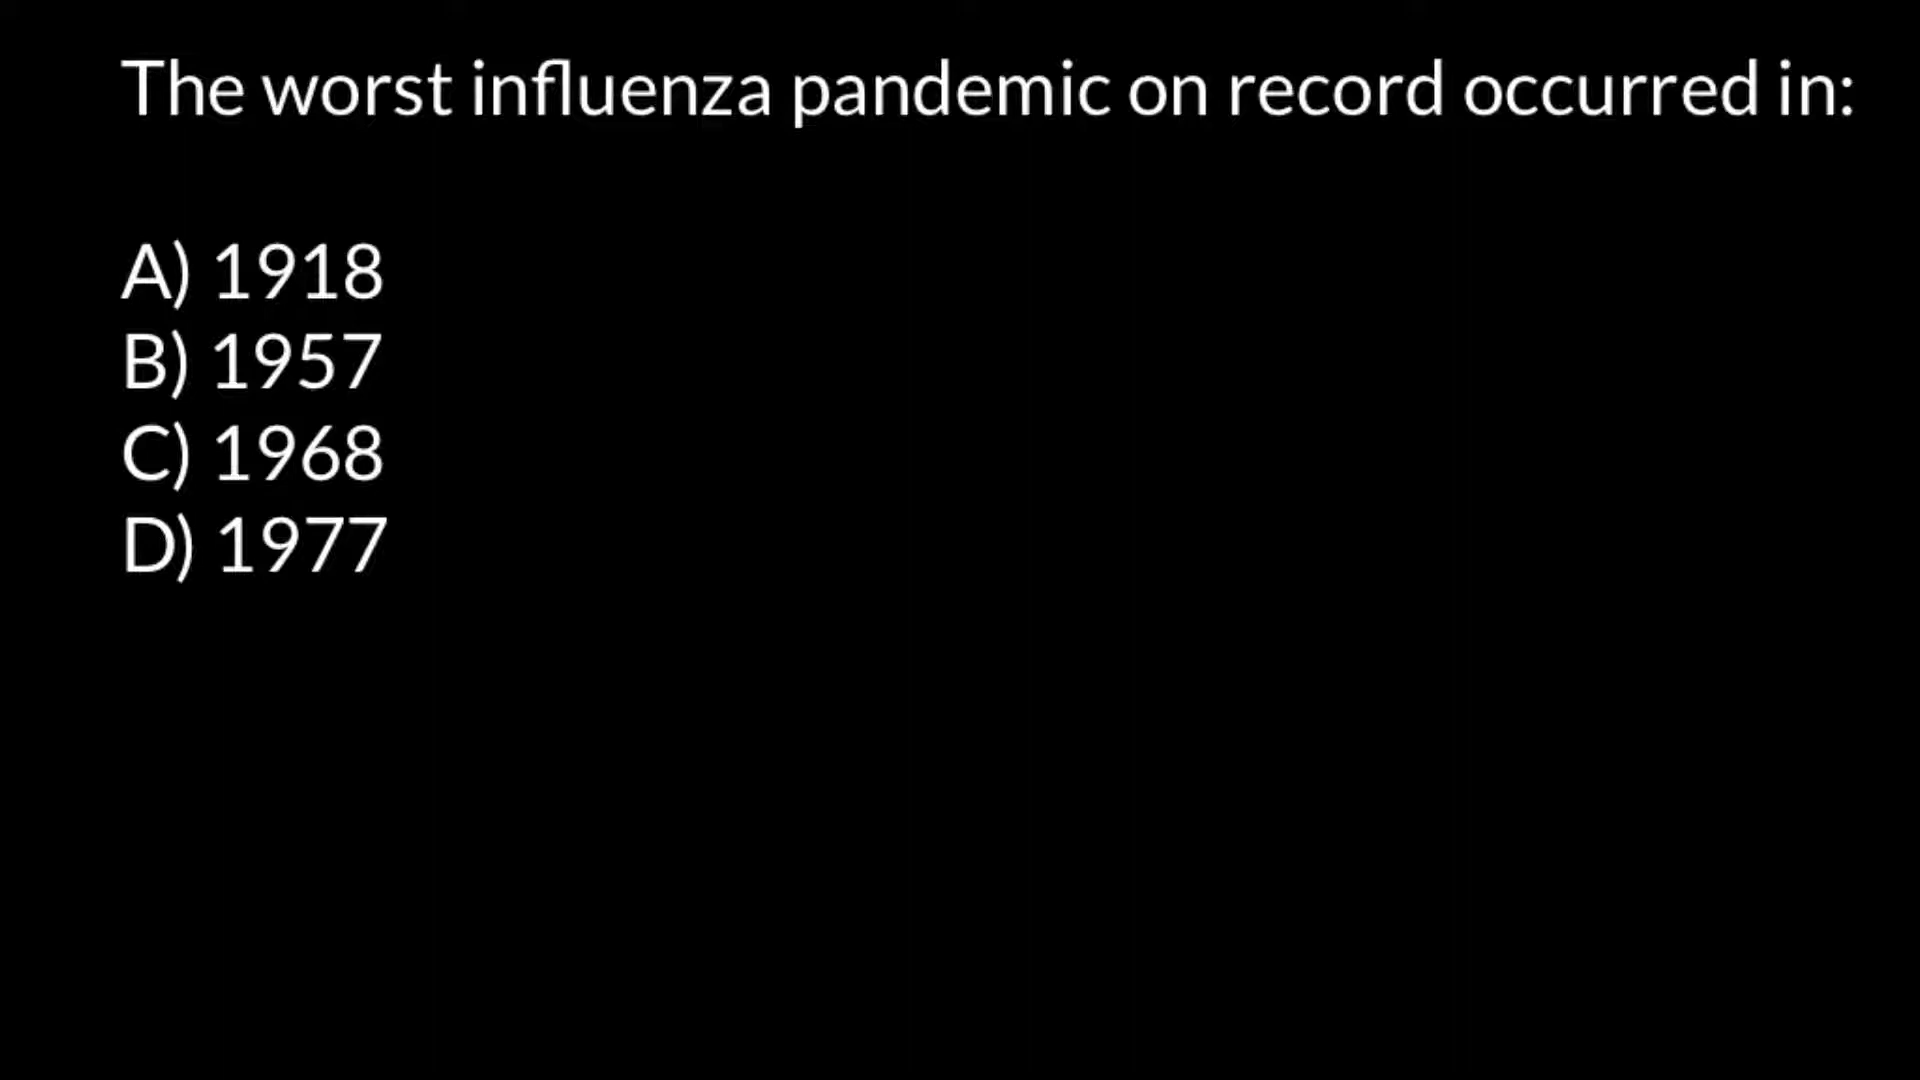 The worst influenza pandemic on record occurred in:
A) 1918
B) 1957
C) 1968
D) 1977